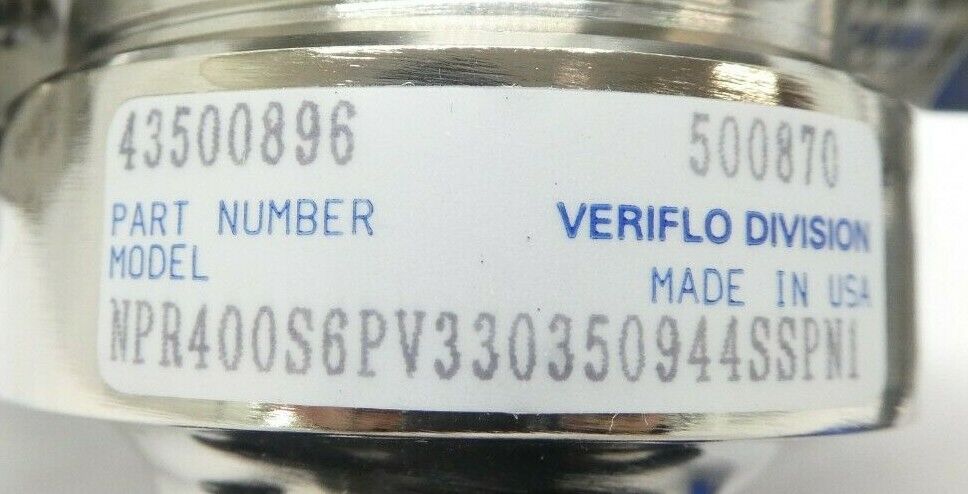 43500896 500870
PART NUMBER VERIFLO DIVISION
MODEL MADE IN USA
NPR400S6PV330350944SSPN1